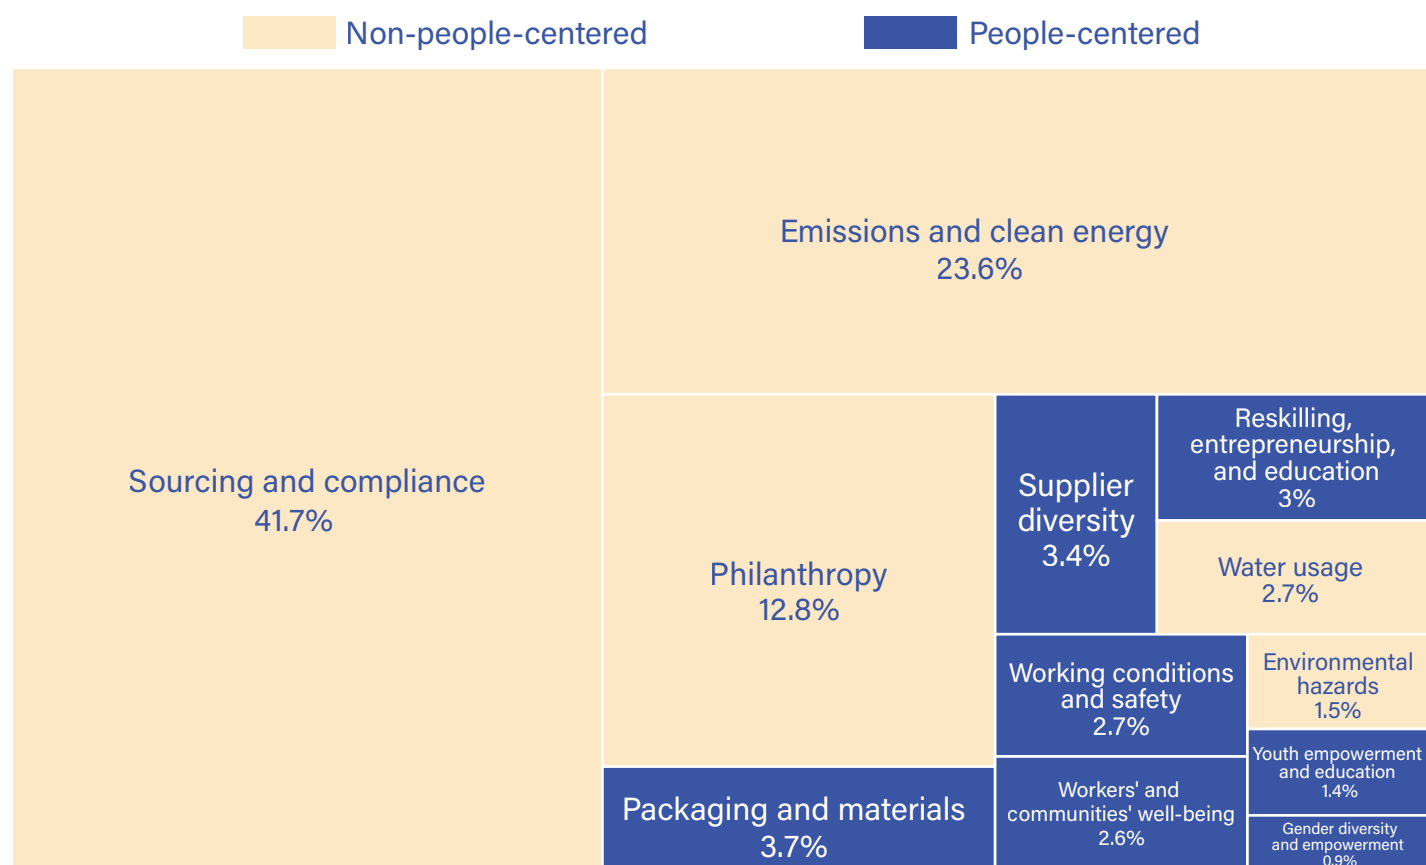 Non-people-centered
People-centered
Sourcing and compliance
41.7%
Emissions and clean energy
23.6%
Philanthropy
12.8%
Packaging and materials
3.7%
Supplier
diversity
3.4%
Reskilling,
entrepreneurship,
and education
3%
Water usage
2.7%
Working conditions
and safety
2.7%
Workers' and
communities' well-being
2.6%
Environmental
hazards
1.5%
Youth empowerment
and education
1.4%
Gender diversity
and empowerment
0.9%